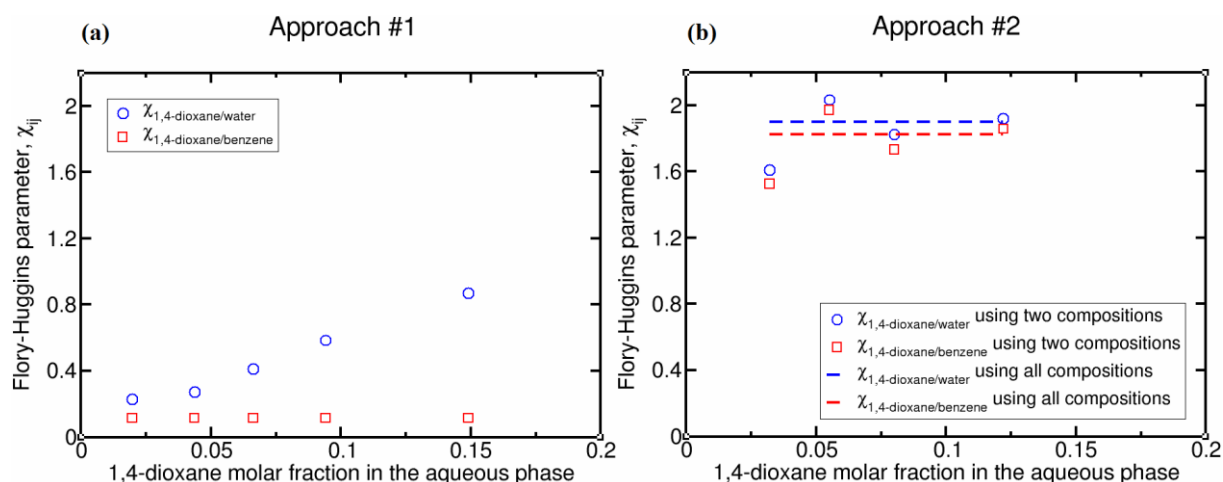 (a)
Approach #1
Flory-Huggins parameter, χij
2
1.6
1.2
0.8
0.4
0
χ1,4-dioxane/water
χ1,4-dioxane/benzene
0
0.05
0.1
0.15
0.2
1,4-dioxane molar fraction in the aqueous phase
(b)
Approach #2
Flory-Huggins parameter, χij
2
1.6
1.2
0.8
0.4
0
χ1,4-dioxane/water using two compositions
χ1,4-dioxane/benzene using two compositions
χ1,4-dioxane/water using all compositions
χ1,4-dioxane/benzene using all compositions
0
0.05
0.1
0.15
0.2
1,4-dioxane molar fraction in the aqueous phase